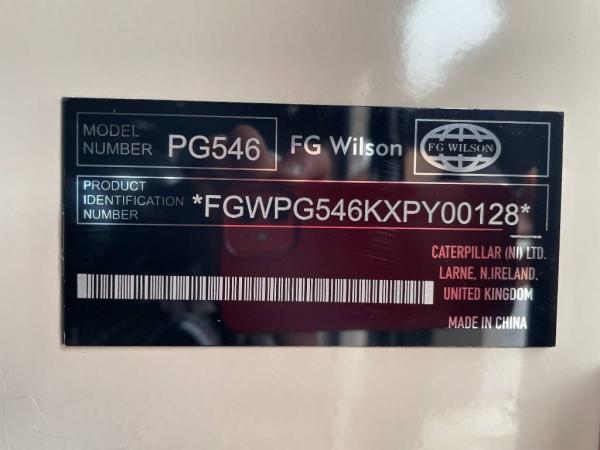 MODEL
NUMBER
PG546
FG Wilson
FG WILSON
PRODUCT
IDENTIFICATION
NUMBER
*FGWPG546KXPY00128*
CATERPILLAR (NI) LTD.
LARNE, N.IRELAND,
UNITED KINGDOM
MADE IN CHINA